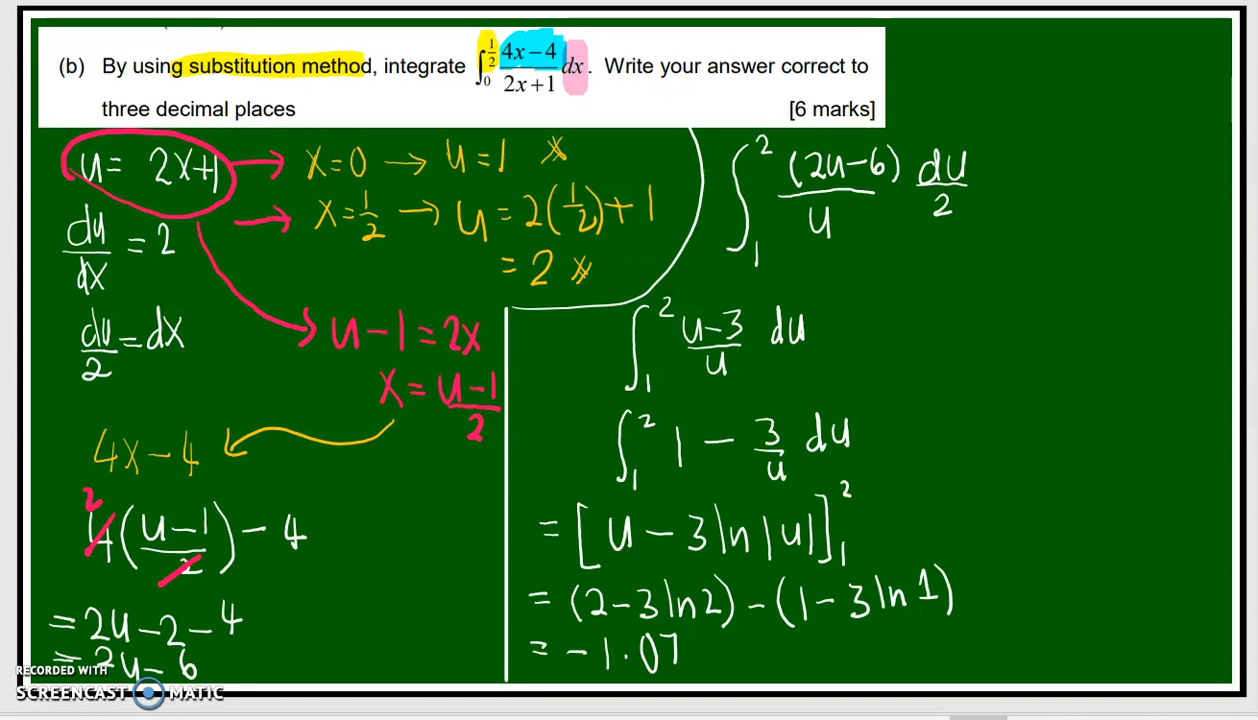 (b) By using substitution method, integrate ∫₀^(1/2) (4x−4)/(2x+1) dx. Write your answer correct to
three decimal places [6 marks]
u = 2x+1 → x=0 → u=1
→ x=1/2 → u = 2(1/2)+1
= 2
du/dx = 2
du/2 = dx
u−1 = 2x
x = (u−1)/2
4x−4
2
4((u−1)/2) − 4
= 2u−2−4
= 2u−6
∫₁² (2u−6)/u du/2
∫₁² (u−3)/u du
∫₁² 1 − 3/u du
= [u − 3ln|u|]₁²
= (2−3ln2) − (1−3ln1)
= −1.07
RECORDED WITH
SCREENCAST MATIC